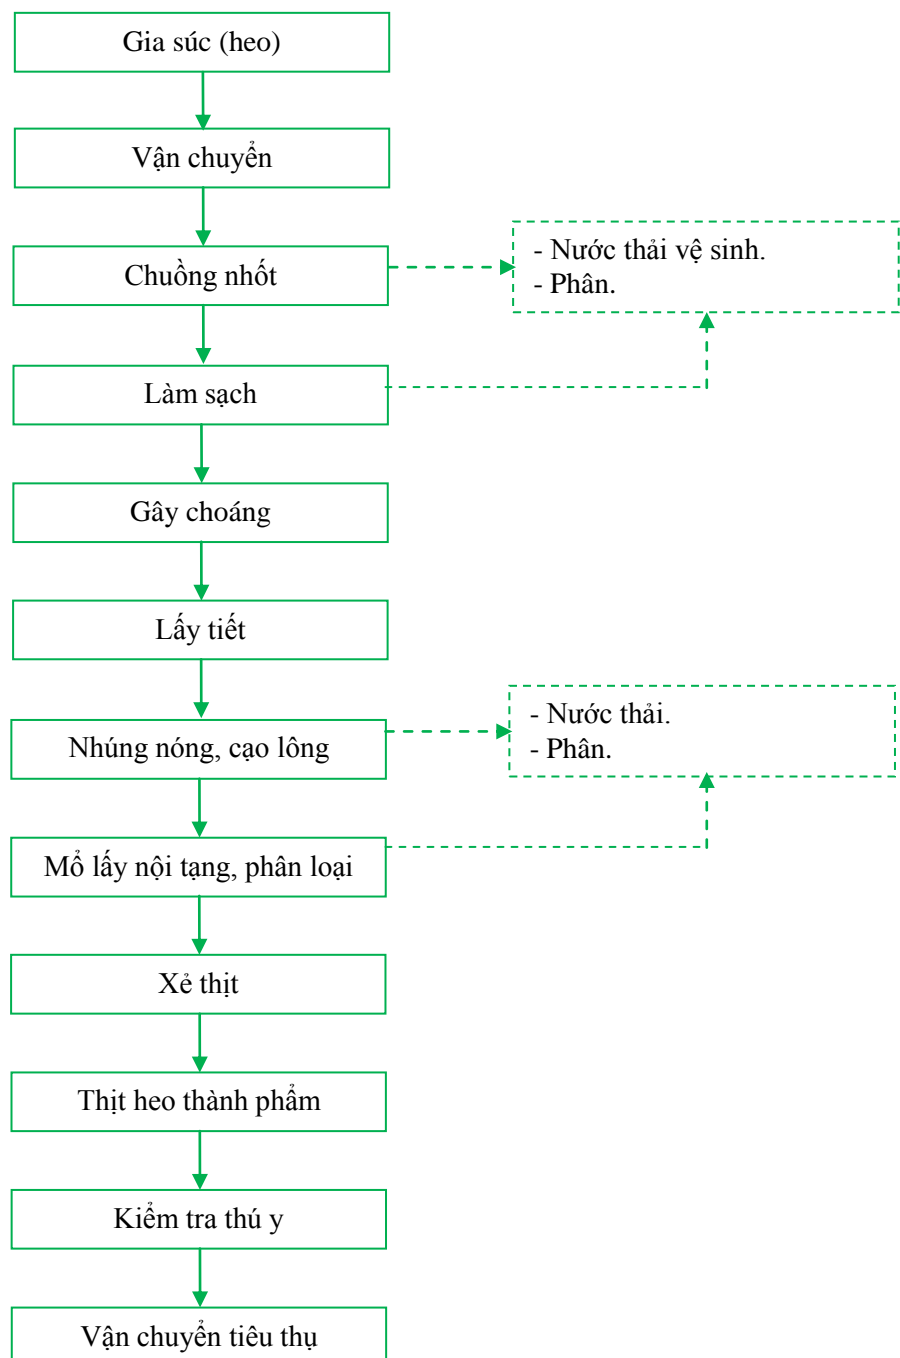 Gia súc (heo)
Vận chuyển
Chuồng nhốt
- Nước thải vệ sinh.
- Phân.
Làm sạch
Gây choáng
Lấy tiết
Nhúng nóng, cạo lông
- Nước thải.
- Phân.
Mổ lấy nội tạng, phân loại
Xẻ thịt
Thịt heo thành phẩm
Kiểm tra thú y
Vận chuyển tiêu thụ